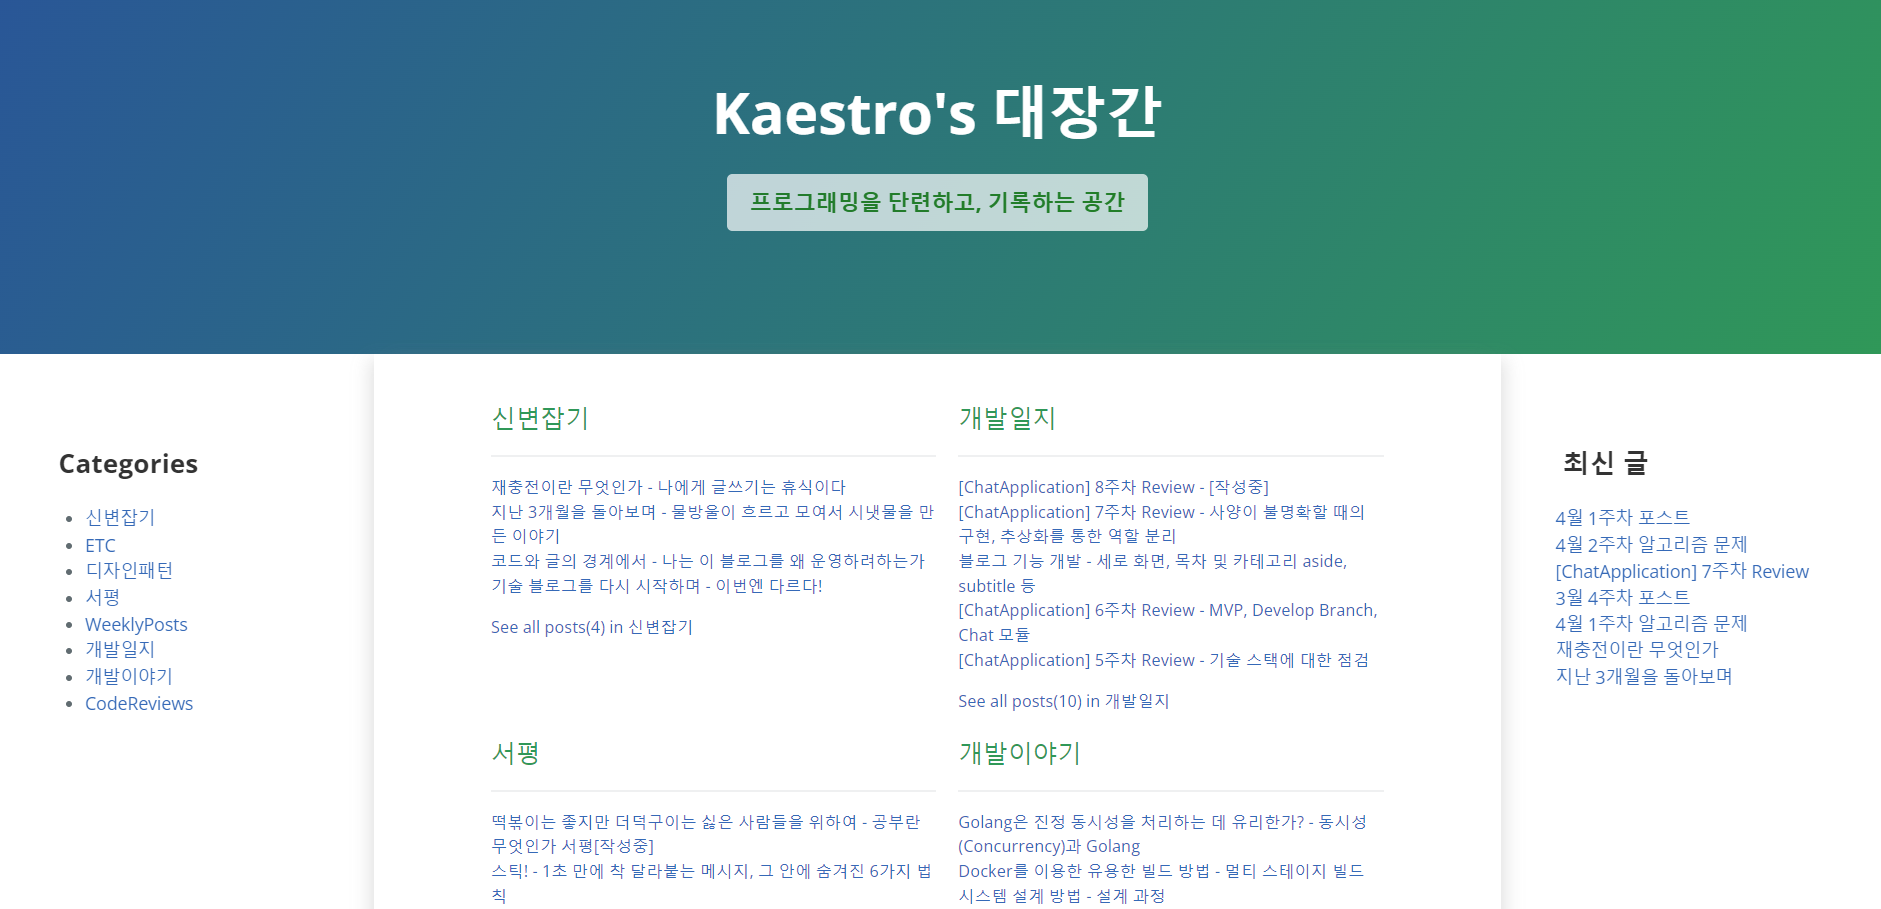 Kaestro's 대장간
프로그래밍을 단련하고, 기록하는 공간
Categories
신변잡기
ETC
디자인패턴
서평
WeeklyPosts
개발일지
개발이야기
CodeReviews
신변잡기
재충전이란 무엇인가 - 나에게 글쓰기는 휴식이다
지난 3개월을 돌아보며 - 물방울이 흐르고 모여서 시냇물을 만
든 이야기
코드와 글의 경계에서 - 나는 이 블로그를 왜 운영하려하는가
기술 블로그를 다시 시작하며 - 이번엔 다르다!
See all posts(4) in 신변잡기
개발일지
[ChatApplication] 8주차 Review - [작성중]
[ChatApplication] 7주차 Review - 사양이 불명확할 때의
구현, 추상화를 통한 역할 분리
블로그 기능 개발 - 세로 화면, 목차 및 카테고리 aside,
subtitle 등
[ChatApplication] 6주차 Review - MVP, Develop Branch,
Chat 모듈
[ChatApplication] 5주차 Review - 기술 스택에 대한 점검
See all posts(10) in 개발일지
서평
떡볶이는 좋지만 더덕구이는 싫은 사람들을 위하여 - 공부란
무엇인가 서평[작성중]
스틱! - 1초 만에 착 달라붙는 메시지, 그 안에 숨겨진 6가지 법
칙
개발이야기
Golang은 진정 동시성을 처리하는 데 유리한가? - 동시성
(Concurrency)과 Golang
Docker를 이용한 유용한 빌드 방법 - 멀티 스테이지 빌드
시스템 설계 방법 - 설계 과정
최신 글
4월 1주차 포스트
4월 2주차 알고리즘 문제
[ChatApplication] 7주차 Review
3월 4주차 포스트
4월 1주차 알고리즘 문제
재충전이란 무엇인가
지난 3개월을 돌아보며